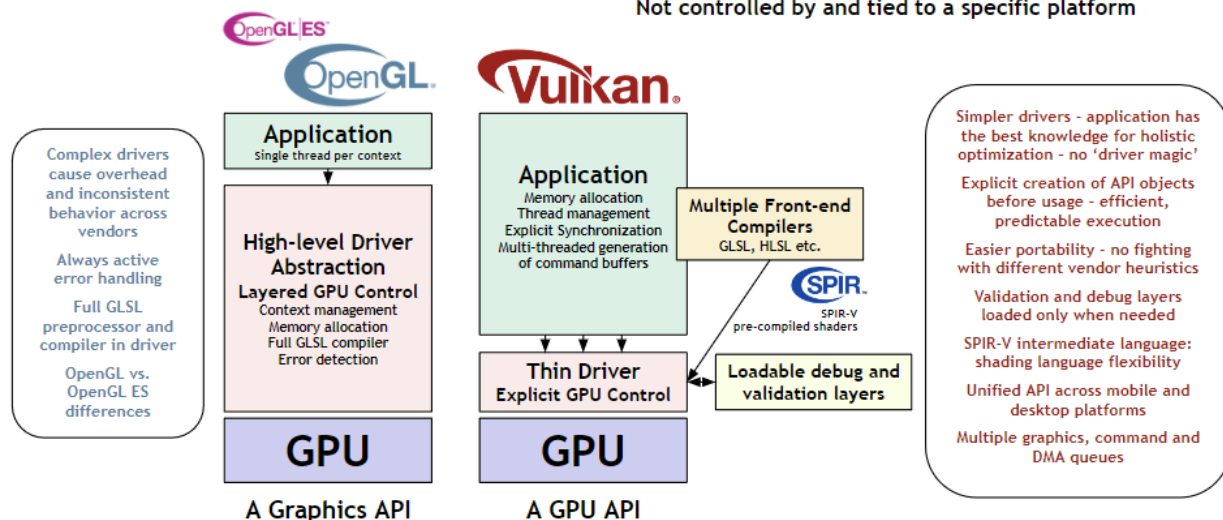 Not controlled by and tied to a specific platform
OpenGL|ES™
OpenGL®
Vulkan®
Complex drivers
cause overhead
and inconsistent
behavior across
vendors
Always active
error handling
Full GLSL
preprocessor and
compiler in driver
OpenGL vs.
OpenGL ES
differences
Application
Single thread per context
High-level Driver
Abstraction
Layered GPU Control
Context management
Memory allocation
Full GLSL compiler
Error detection
GPU
A Graphics API
Application
Memory allocation
Thread management
Explicit Synchronization
Multi-threaded generation
of command buffers
Multiple Front-end
Compilers
GLSL, HLSL etc.
SPIR™
SPIR-V
pre-compiled shaders
Thin Driver
Explicit GPU Control
Loadable debug and
validation layers
GPU
A GPU API
Simpler drivers - application has
the best knowledge for holistic
optimization - no ‘driver magic’
Explicit creation of API objects
before usage - efficient,
predictable execution
Easier portability - no fighting
with different vendor heuristics
Validation and debug layers
loaded only when needed
SPIR-V intermediate language:
shading language flexibility
Unified API across mobile and
desktop platforms
Multiple graphics, command and
DMA queues